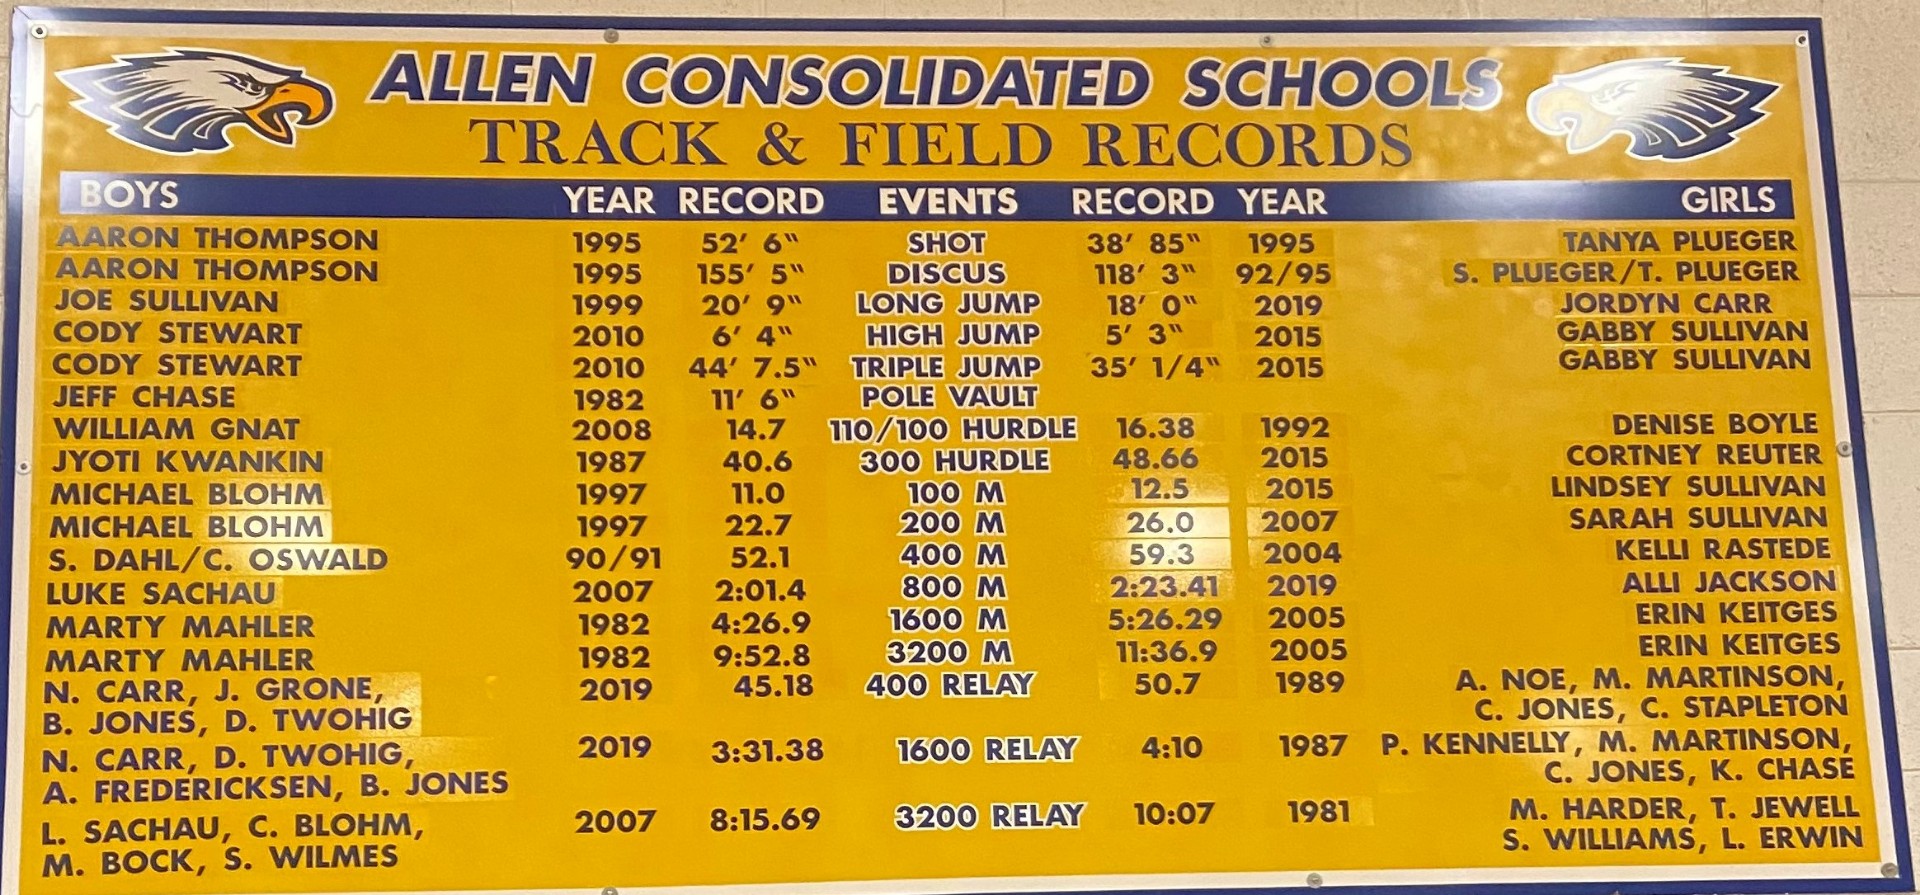 ALLEN CONSOLIDATED SCHOOLS
TRACK & FIELD RECORDS
BOYS YEAR RECORD EVENTS RECORD YEAR GIRLS
AARON THOMPSON 1995 52' 6" SHOT 38' 85" 1995 TANYA PLUEGER
AARON THOMPSON 1995 155' 5" DISCUS 118' 3" 92/95 S. PLUEGER/T. PLUEGER
JOE SULLIVAN 1999 20' 9" LONG JUMP 18' 0" 2019 JORDYN CARR
CODY STEWART 2010 6' 4" HIGH JUMP 5' 3" 2015 GABBY SULLIVAN
CODY STEWART 2010 44' 7.5" TRIPLE JUMP 35' 1/4" 2015 GABBY SULLIVAN
JEFF CHASE 1982 11' 6" POLE VAULT
WILLIAM GNAT 2008 14.7 110/100 HURDLE 16.38 1992 DENISE BOYLE
JYOTI KWANKIN 1987 40.6 300 HURDLE 48.66 2015 CORTNEY REUTER
MICHAEL BLOHM 1997 11.0 100 M 12.5 2015 LINDSEY SULLIVAN
MICHAEL BLOHM 1997 22.7 200 M 26.0 2007 SARAH SULLIVAN
S. DAHL/C. OSWALD 90/91 52.1 400 M 59.3 2004 KELLI RASTEDE
LUKE SACHAU 2007 2:01.4 800 M 2:23.41 2019 ALLI JACKSON
MARTY MAHLER 1982 4:26.9 1600 M 5:26.29 2005 ERIN KEITGES
MARTY MAHLER 1982 9:52.8 3200 M 11:36.9 2005 ERIN KEITGES
N. CARR, J. GRONE, 2019 45.18 400 RELAY 50.7 1989 A. NOE, M. MARTINSON,
B. JONES, D. TWOHIG C. JONES, C. STAPLETON
N. CARR, D. TWOHIG, 2019 3:31.38 1600 RELAY 4:10 1987 P. KENNELLY, M. MARTINSON,
A. FREDERICKSEN, B. JONES C. JONES, K. CHASE
L. SACHAU, C. BLOHM, 2007 8:15.69 3200 RELAY 10:07 1981 M. HARDER, T. JEWELL
M. BOCK, S. WILMES S. WILLIAMS, L. ERWIN